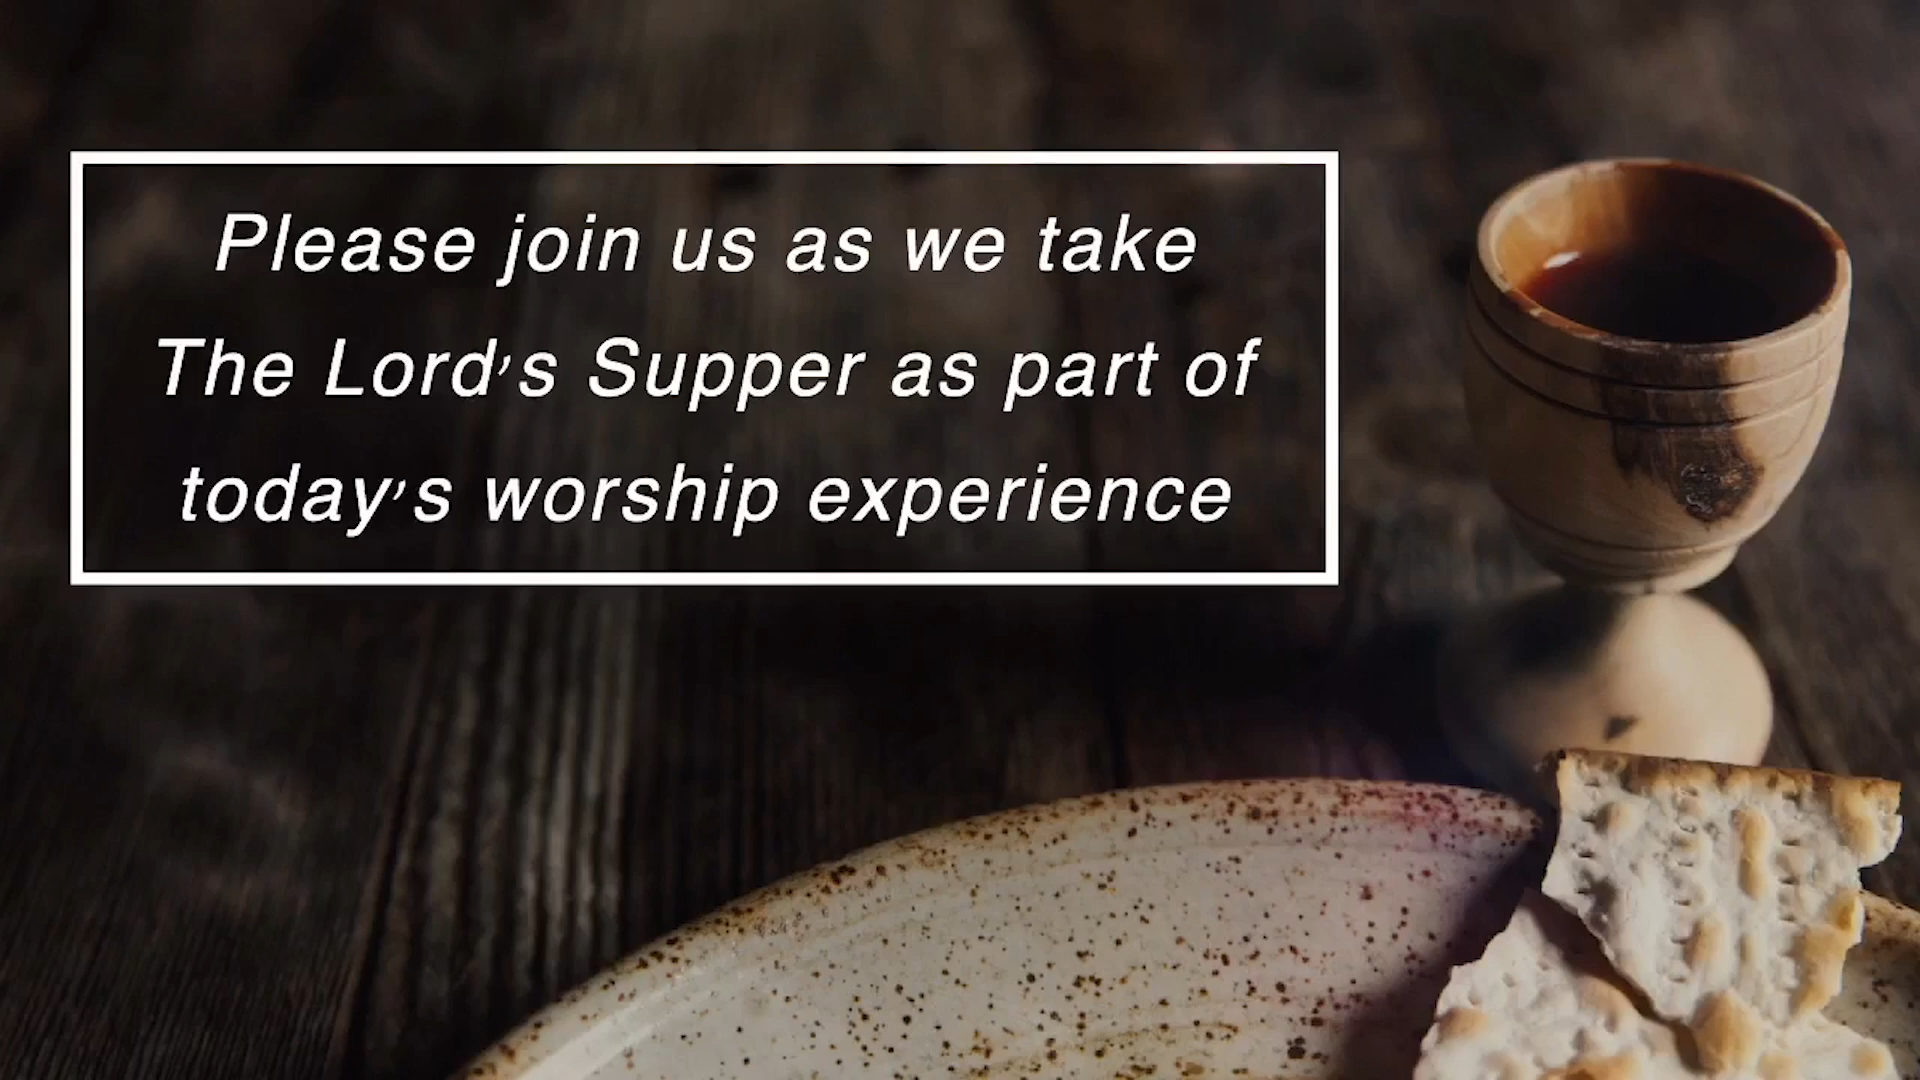 Please join us as we take
The Lord's Supper as part of
today's worship experience